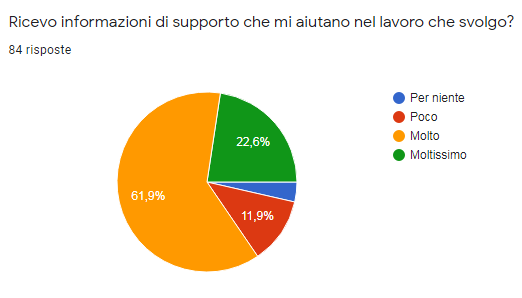 Ricevo informazioni di supporto che mi aiutano nel lavoro che svolgo?
84 risposte
Per niente
Poco
Molto
Moltissimo
22,6%
61,9%
11,9%